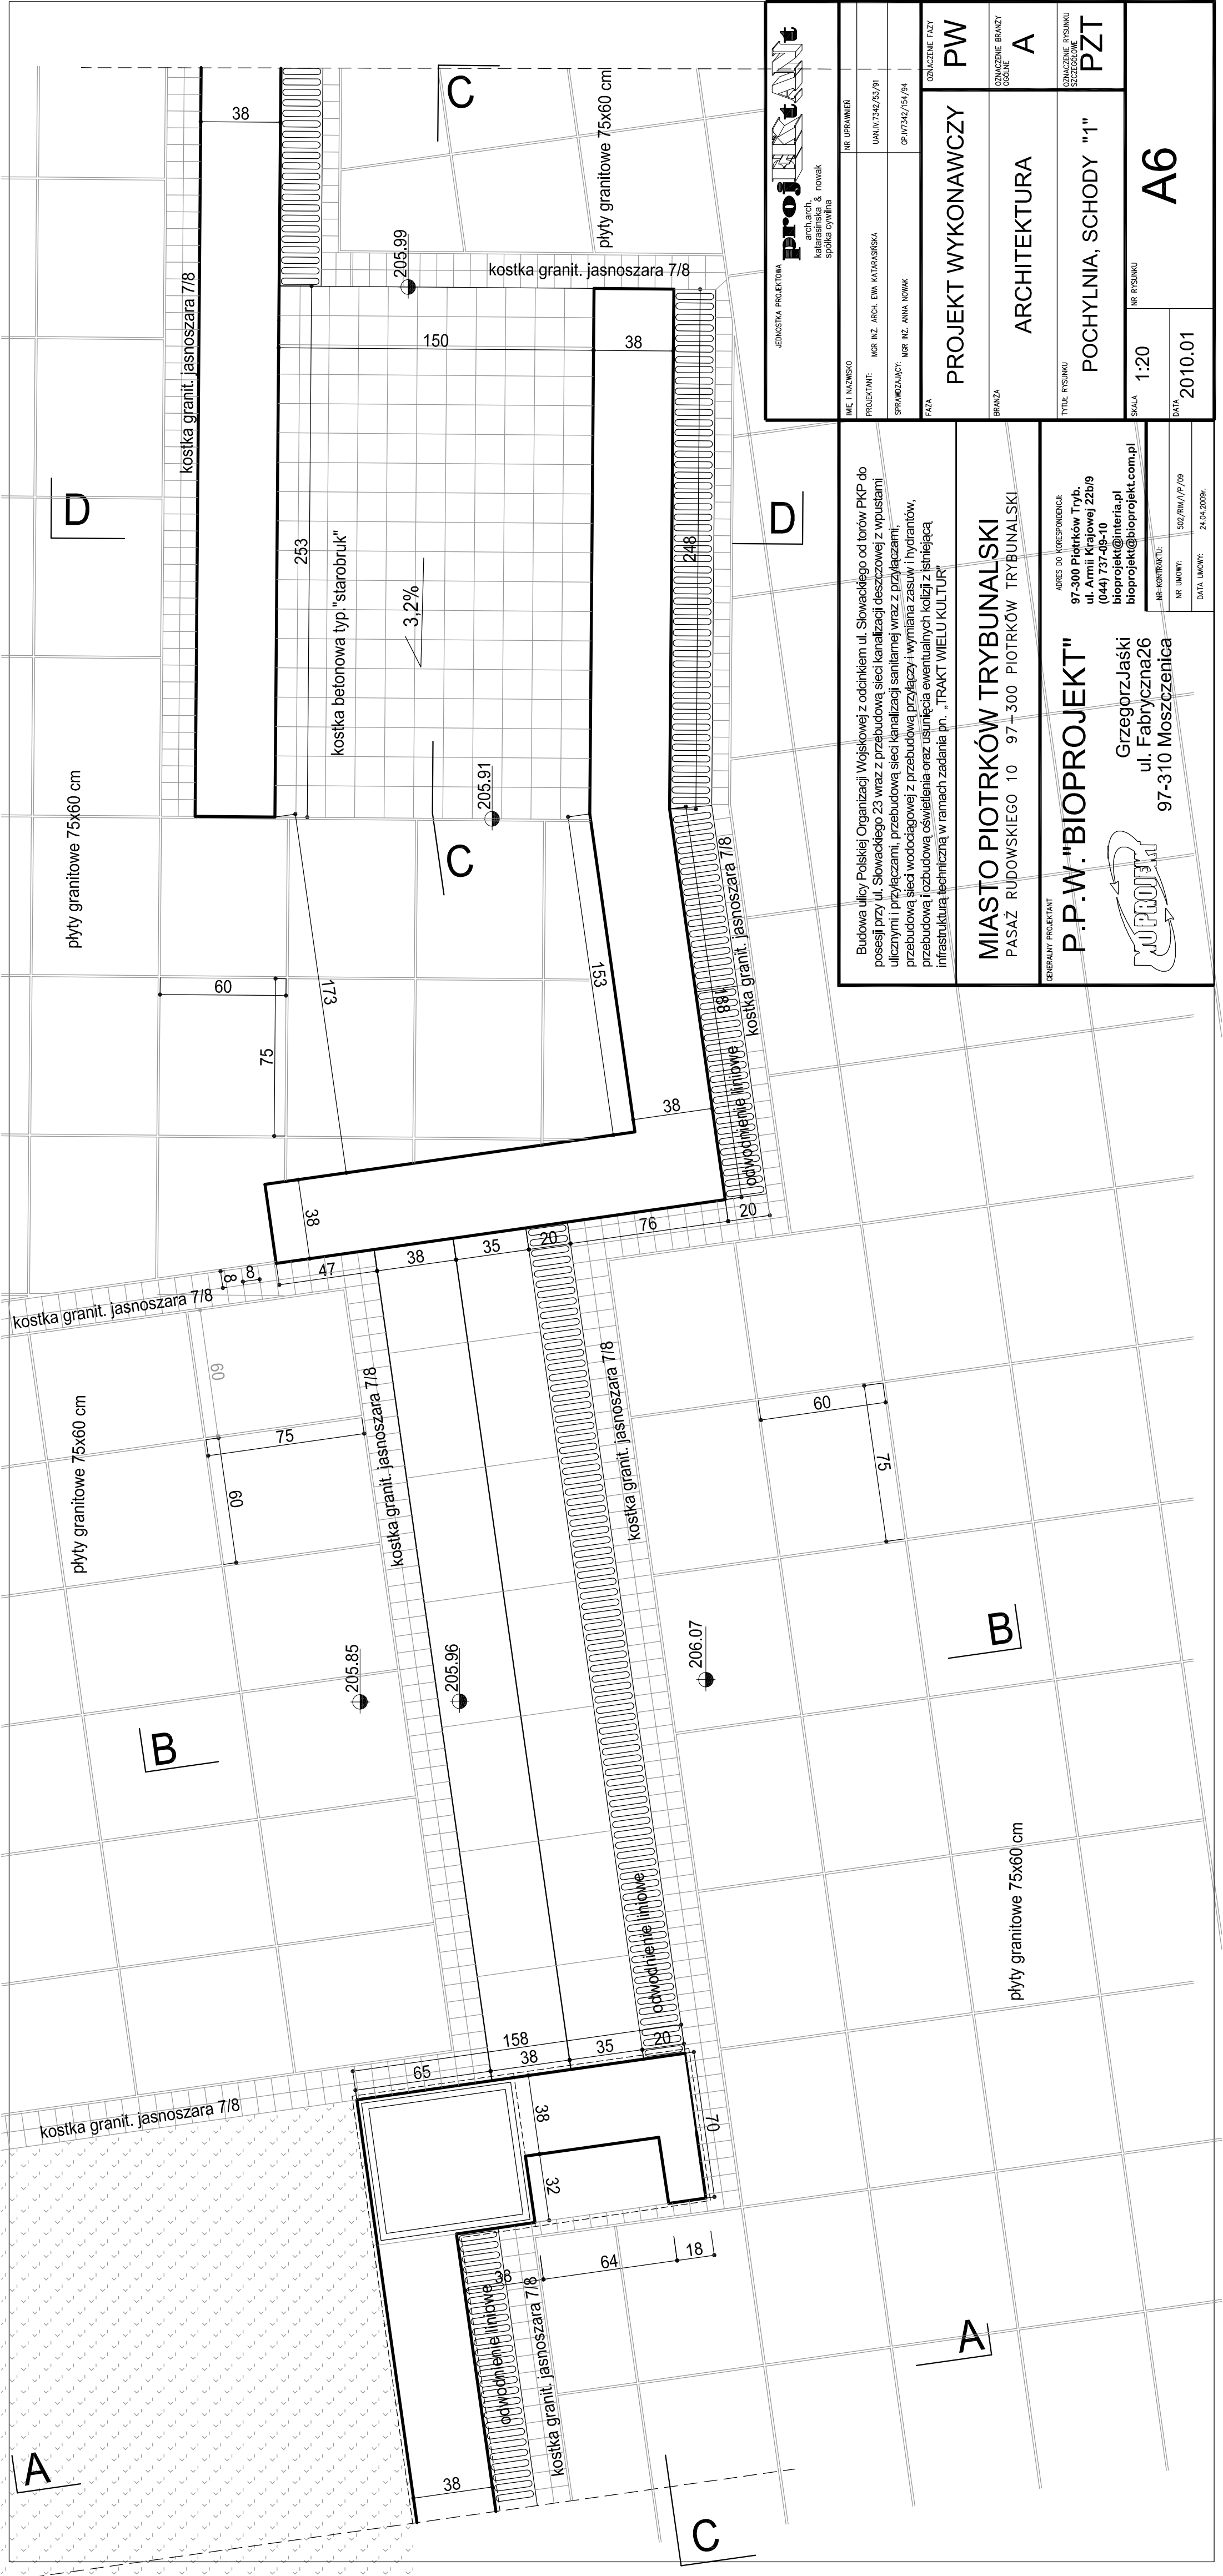 C
38
kostka granit. jasnoszara 7/8
płyty granitowe 75x60 cm
205.99
kostka granit. jasnoszara 7/8
150
38
D
253
kostka betonowa typ."starobruk"
3,2%
248
D
205.91
C
płyty granitowe 75x60 cm
173
153
188
kostka granit. jasnoszara 7/8
odwodnienie liniowe
60
75
38
38
47
38
35
20
76
20
8
8
kostka granit. jasnoszara 7/8
60
75
60
płyty granitowe 75x60 cm
kostka granit. jasnoszara 7/8
kostka granit. jasnoszara 7/8
60
75
205.85
205.96
206.07
B
B
odwodnienie liniowe
płyty granitowe 75x60 cm
158
65
38
35
20
kostka granit. jasnoszara 7/8
38
32
70
64
18
38
odwodnienie liniowe
kostka granit. jasnoszara 7/8
A
A
38
C
JEDNOSTKA PROJEKTOWA
projEKtANt
arch.arch.
katarasińska & nowak
spółka cywilna
IMIĘ I NAZWISKO
NR UPRAWNIEŃ
PROJEKTANT: MGR INŻ. ARCH. EWA KATARASIŃSKA
UAN.IV.7342/53/91
SPRAWDZAJĄCY: MGR INŻ. ANNA NOWAK
GP.IV7342/154/94
FAZA
PROJEKT WYKONAWCZY
OZNACZENIE FAZY
PW
BRANŻA
ARCHITEKTURA
OZNACZENIE BRANŻY
OGÓLNE
A
TYTUŁ RYSUNKU
POCHYLNIA, SCHODY "1"
OZNACZENIE RYSUNKU
SZCZEGÓŁOWE
PZT
SKALA
1:20
NR RYSUNKU
A6
DATA
2010.01
Budowa ulicy Polskiej Organizacji Wojskowej z odcinkiem ul. Słowackiego od torów PKP do
posesji przy ul. Słowackiego 23 wraz z przebudową sieci kanalizacji deszczowej z wpustami
ulicznymi i przyłączami, przebudową sieci kanalizacji sanitarnej wraz z przyłączami,
przebudową sieci wodociągowej z przebudową przyłączy i wymiana zasuw i hydrantów,
przebudową i ozbudową oświetlenia oraz usunięcia ewentualnych kolizji z istniejącą
infrastrukturą techniczną w ramach zadania pn. „TRAKT WIELU KULTUR"
MIASTO PIOTRKÓW TRYBUNALSKI
PASAŻ RUDOWSKIEGO 10 97-300 PIOTRKÓW TRYBUNALSKI
GENERALNY PROJEKTANT
P.P.W."BIOPROJEKT"
GrzegorzJaśki
ul. Fabryczna26
97-310 Moszczenica
ADRES DO KORESPONDENCJI:
97-300 Piotrków Tryb.
ul. Armii Krajowej 22b/9
(044) 737-09-10
bioprojekt@interia.pl
bioprojekt@bioprojekt.com.pl
NR KONTRAKTU:
NR UMOWY: 502/RIM/I/P/09
DATA UMOWY: 24.04.2009r.